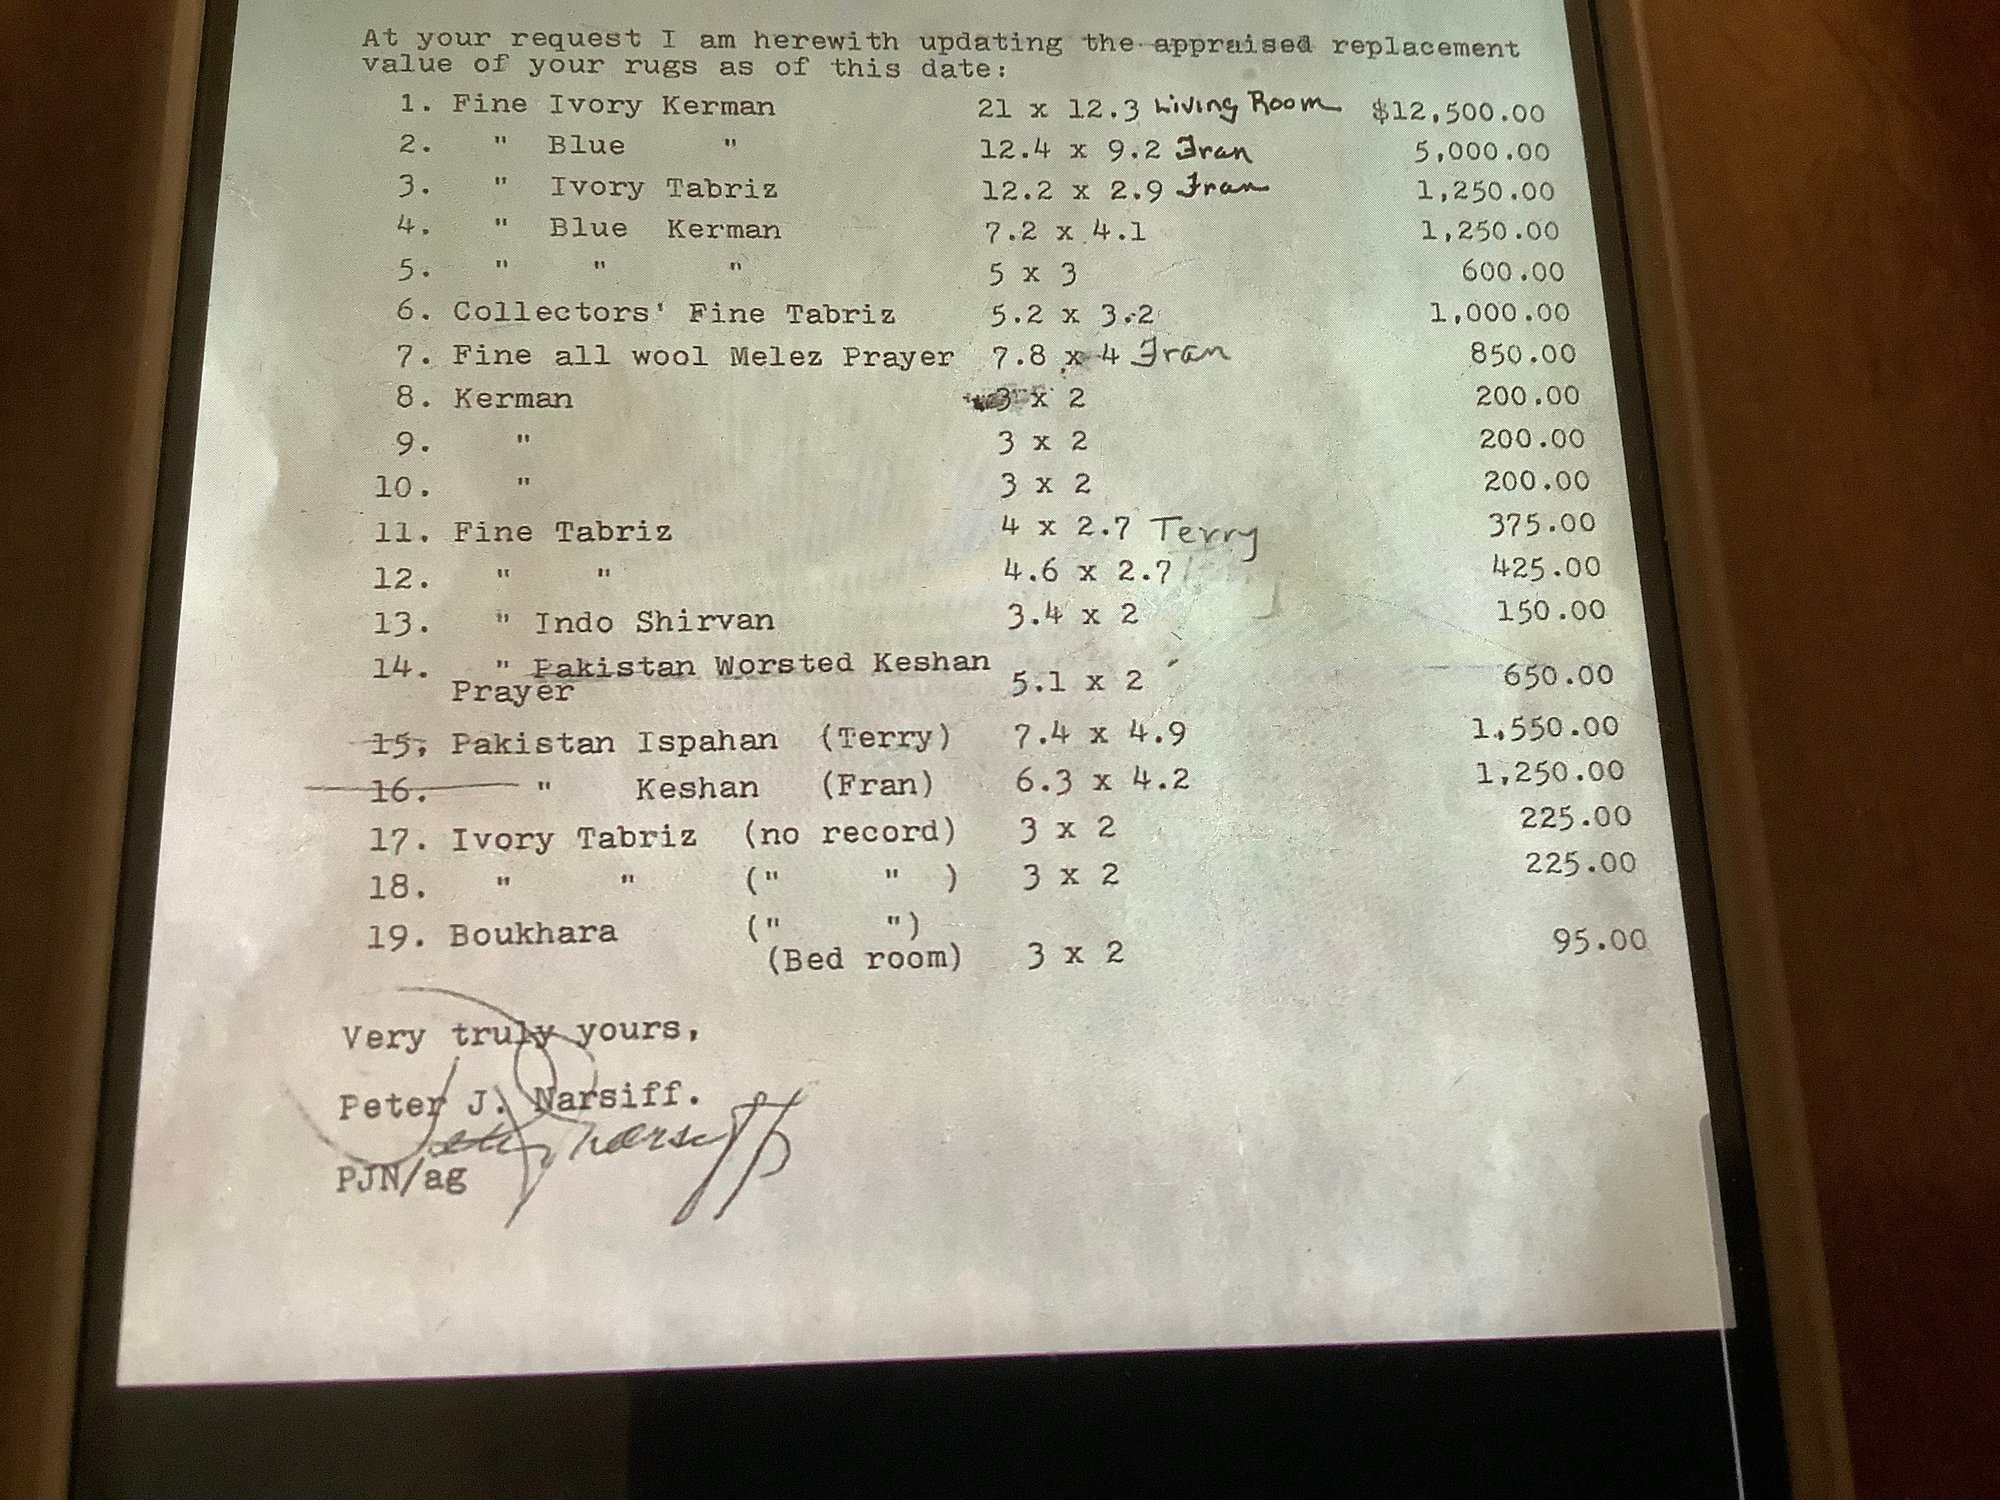 At your request I am herewith updating the appraised replacement
value of your rugs as of this date:
1. Fine Ivory Kerman 21 x 12.3 Living Room $12,500.00
2. " Blue " 12.4 x 9.2 Fran 5,000.00
3. " Ivory Tabriz 12.2 x 2.9 Fran 1,250.00
4. " Blue Kerman 7.2 x 4.1 1,250.00
5. " " " 5 x 3 600.00
6. Collectors' Fine Tabriz 5.2 x 3.2 1,000.00
7. Fine all wool Melez Prayer 7.8 x 4 Fran 850.00
8. Kerman 3 x 2 200.00
9. " 3 x 2 200.00
10. " 3 x 2 200.00
11. Fine Tabriz 4 x 2.7 Terry 375.00
12. " " 4.6 x 2.7 425.00
13. " Indo Shirvan 3.4 x 2 150.00
14. " Pakistan Worsted Keshan
Prayer 5.1 x 2 650.00
15. Pakistan Ispahan (Terry) 7.4 x 4.9 1,550.00
16. " Keshan (Fran) 6.3 x 4.2 1,250.00
17. Ivory Tabriz (no record) 3 x 2 225.00
18. " " (" ") 3 x 2 225.00
19. Boukhara (" ")
(Bed room) 3 x 2 95.00
Very truly yours,
Peter J. Narsiff.
Peter J Narsiff
PJN/ag